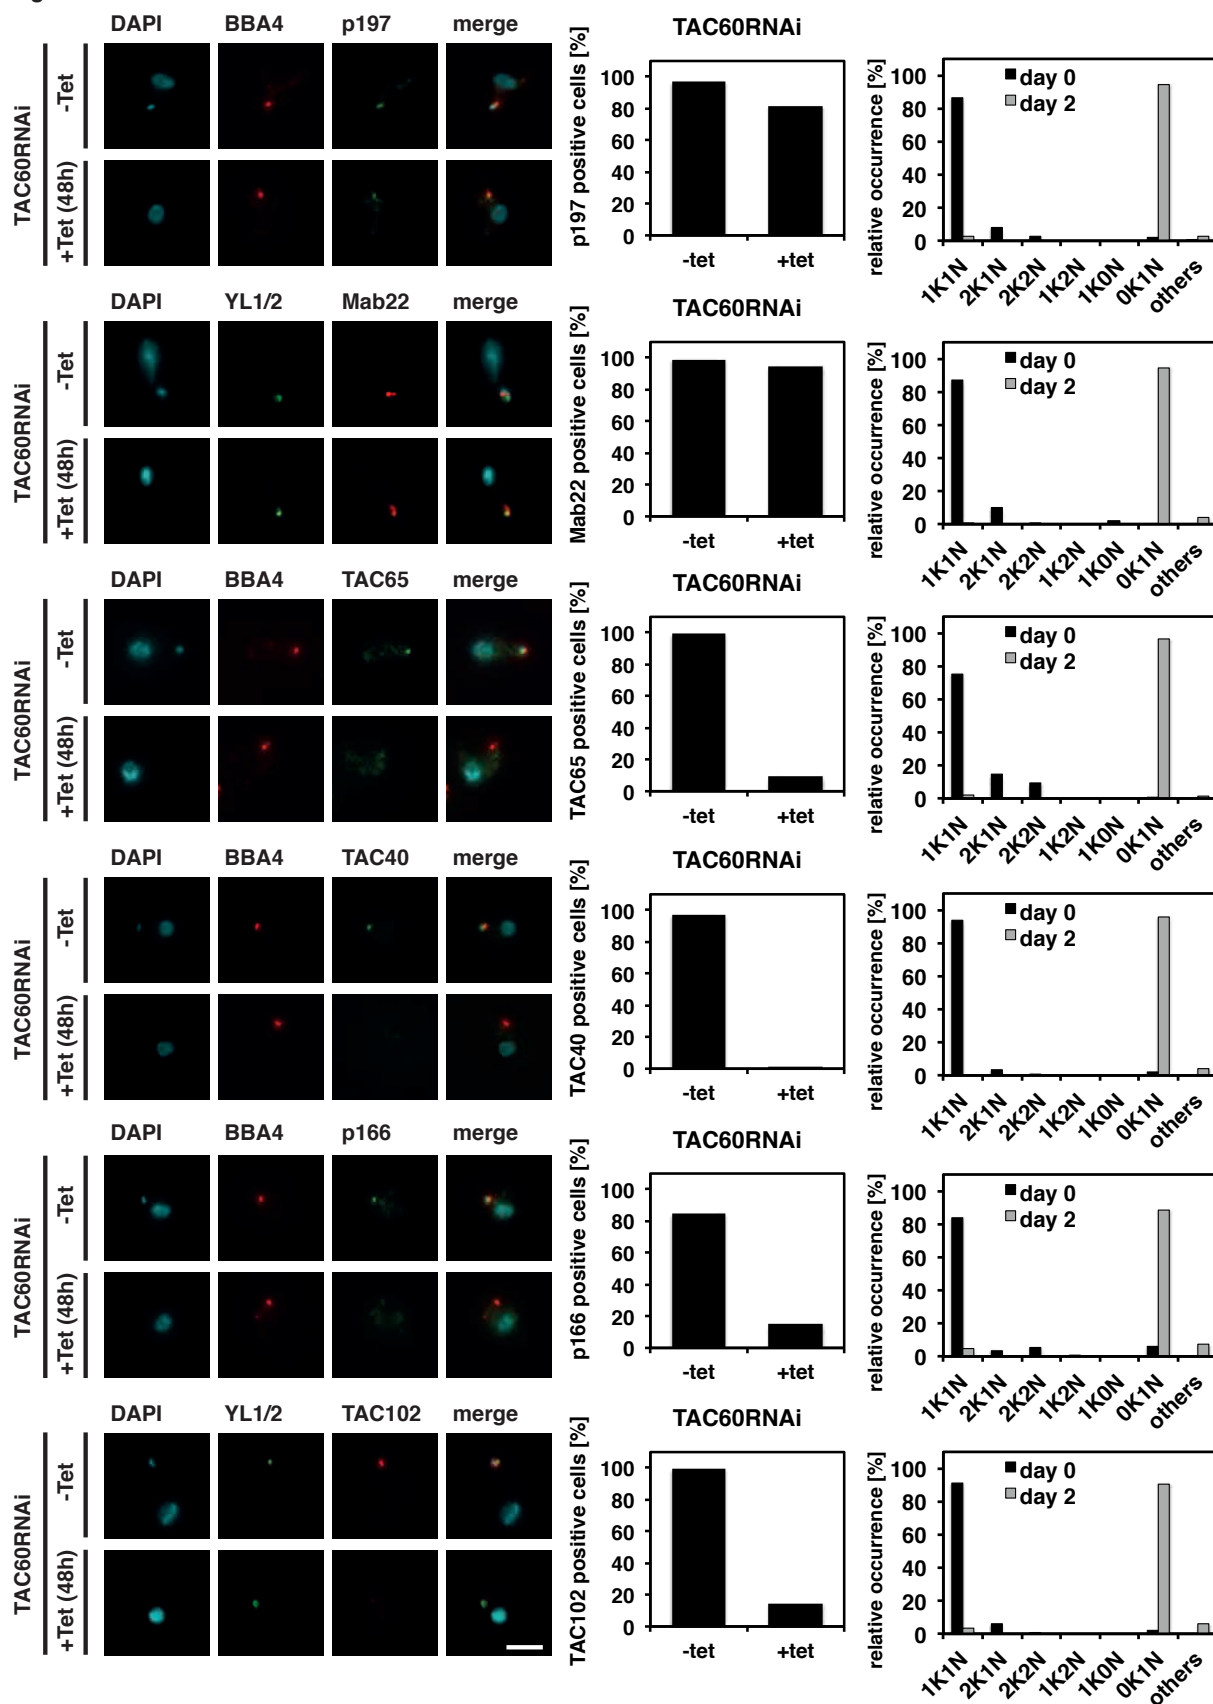 DAPI BBA4 p197 merge
TAC60RNAi
-Tet
+Tet (48h)
p197 positive cells [%]
TAC60RNAi
100
80
60
40
20
0
-tet +tet
relative occurrence [%]
100
80
60
40
20
0
day 0
day 2
1K1N 2K1N 2K2N 1K2N 1K0N 0K1N others
DAPI YL1/2 Mab22 merge
TAC60RNAi
-Tet
+Tet (48h)
Mab22 positive cells [%]
TAC60RNAi
100
80
60
40
20
0
-tet +tet
relative occurrence [%]
100
80
60
40
20
0
day 0
day 2
1K1N 2K1N 2K2N 1K2N 1K0N 0K1N others
DAPI BBA4 TAC65 merge
TAC60RNAi
-Tet
+Tet (48h)
TAC65 positive cells [%]
TAC60RNAi
100
80
60
40
20
0
-tet +tet
relative occurrence [%]
100
80
60
40
20
0
day 0
day 2
1K1N 2K1N 2K2N 1K2N 1K0N 0K1N others
DAPI BBA4 TAC40 merge
TAC60RNAi
-Tet
+Tet (48h)
TAC40 positive cells [%]
TAC60RNAi
100
80
60
40
20
0
-tet +tet
relative occurrence [%]
100
80
60
40
20
0
day 0
day 2
1K1N 2K1N 2K2N 1K2N 1K0N 0K1N others
DAPI BBA4 p166 merge
TAC60RNAi
-Tet
+Tet (48h)
p166 positive cells [%]
TAC60RNAi
100
80
60
40
20
0
-tet +tet
relative occurrence [%]
100
80
60
40
20
0
day 0
day 2
1K1N 2K1N 2K2N 1K2N 1K0N 0K1N others
DAPI YL1/2 TAC102 merge
TAC60RNAi
-Tet
+Tet (48h)
TAC102 positive cells [%]
TAC60RNAi
100
80
60
40
20
0
-tet +tet
relative occurrence [%]
100
80
60
40
20
0
day 0
day 2
1K1N 2K1N 2K2N 1K2N 1K0N 0K1N others